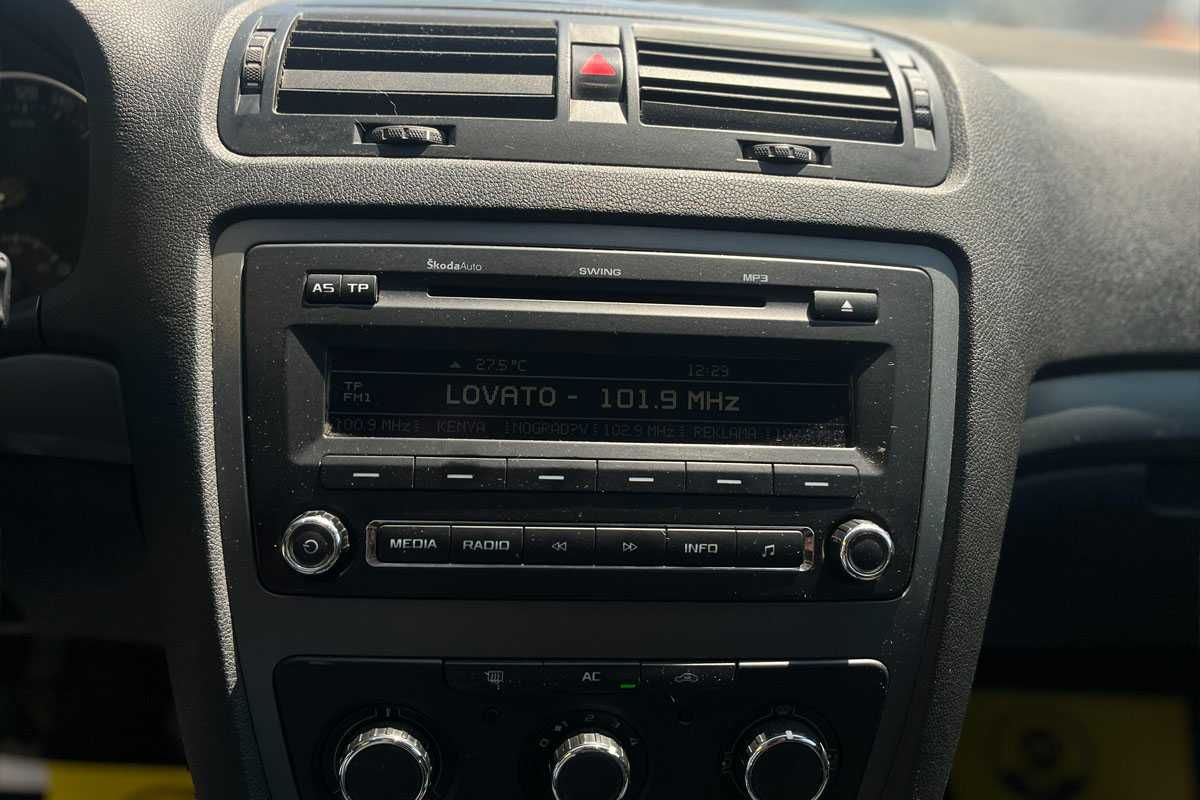 ŠkodaAuto SWING MP3
AS TP
27.5°C 12:29
TP
FM1
LOVATO - 101.9 MHz
100.9 MHz KENVA NOGRAD?W 102.9 MHz REKLAMA
MEDIA RADIO INFO
AC